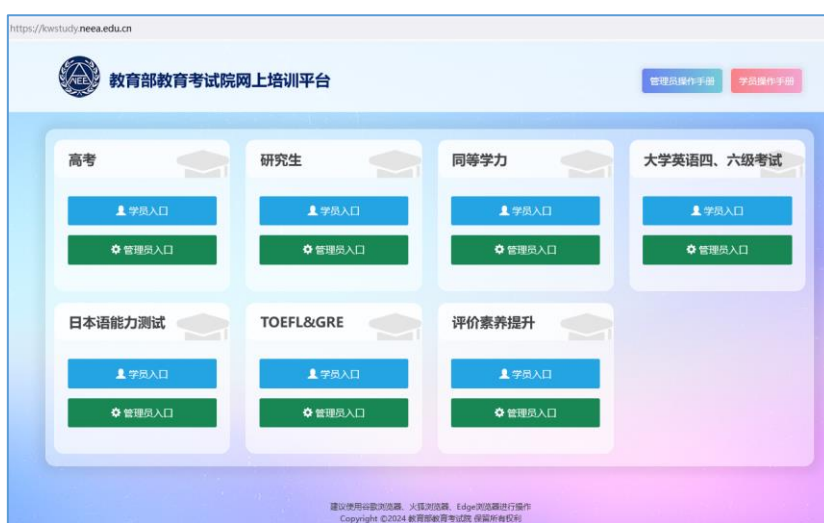 https://kwstudy.neea.edu.cn
NEEA
教育部教育考试院网上培训平台
管理员操作手册
学员操作手册
高考
学员入口
管理员入口
研究生
学员入口
管理员入口
同等学力
学员入口
管理员入口
大学英语四、六级考试
学员入口
管理员入口
日本语能力测试
学员入口
管理员入口
TOEFL&GRE
学员入口
管理员入口
评价素养提升
学员入口
管理员入口
建议使用谷歌浏览器、火狐浏览器、Edge浏览器进行操作
Copyright ©2024 教育部教育考试院 保留所有权利